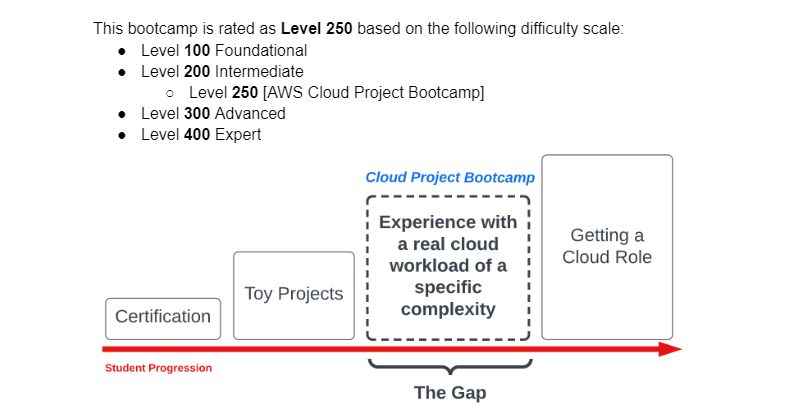 This bootcamp is rated as Level 250 based on the following difficulty scale:
● Level 100 Foundational
● Level 200 Intermediate
○ Level 250 [AWS Cloud Project Bootcamp]
● Level 300 Advanced
● Level 400 Expert
Cloud Project Bootcamp
Certification
Toy Projects
Experience with
a real cloud
workload of a
specific
complexity
Getting a
Cloud Role
Student Progression
The Gap